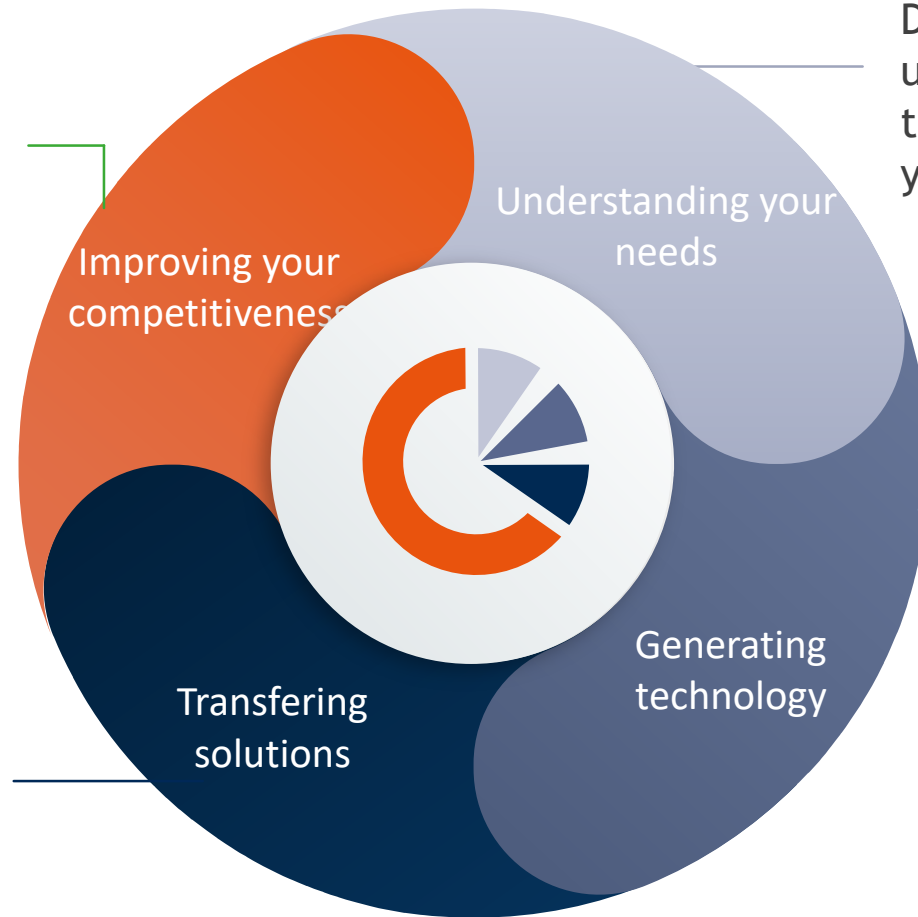 Understanding your
needs
Generating
technology
Transfering
solutions
Improving your
competitiveness